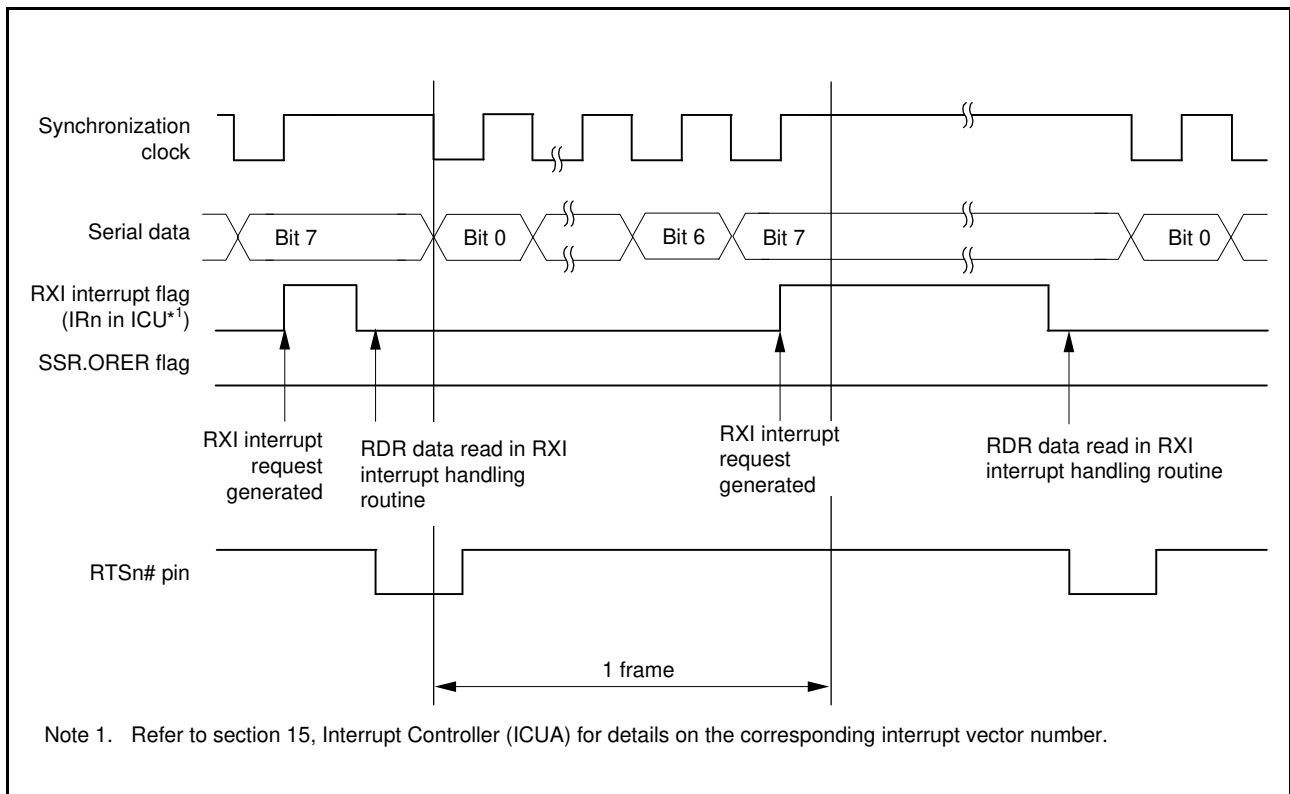 Synchronization
clock
Serial data
Bit 7
Bit 0
Bit 6
Bit 7
Bit 0
RXI interrupt flag
(IRn in ICU*1)
SSR.ORER flag
RXI interrupt
request
generated
RDR data read in RXI
interrupt handling
routine
RXI interrupt
request
generated
RDR data read in RXI
interrupt handling routine
RTSn# pin
1 frame
Note 1. Refer to section 15, Interrupt Controller (ICUA) for details on the corresponding interrupt vector number.